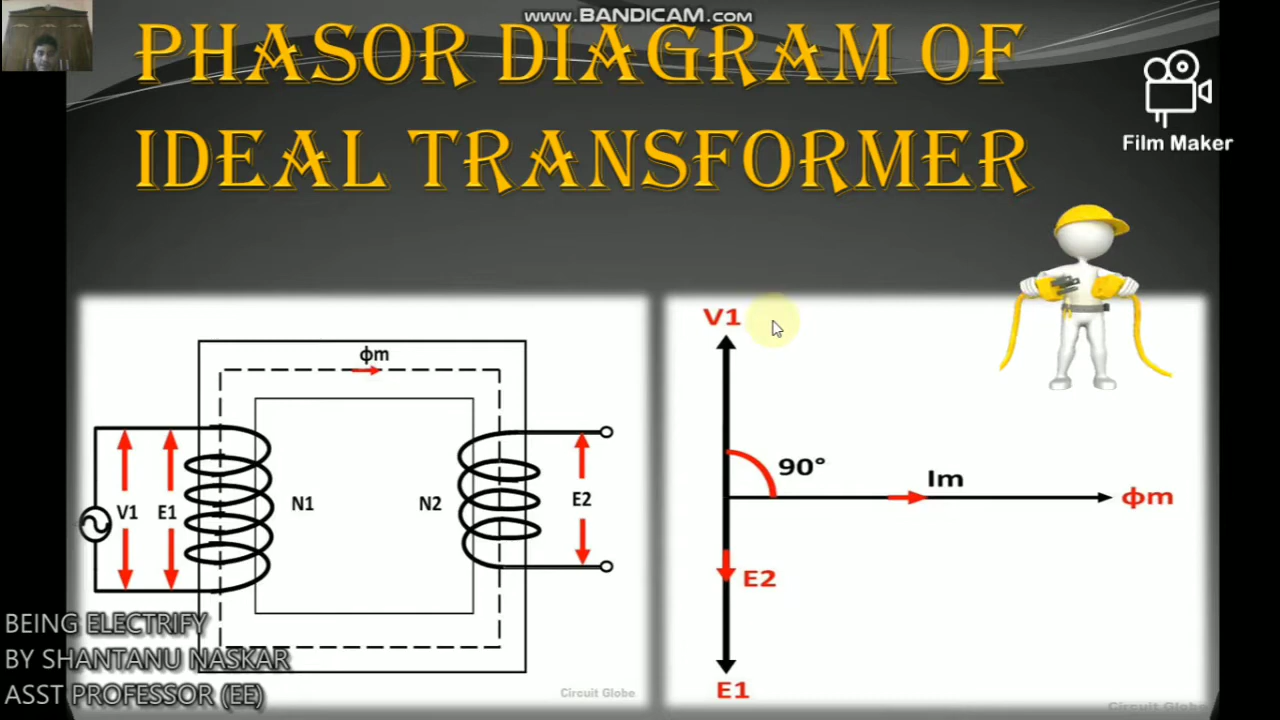 www.BANDICAM.com
PHASOR DIAGRAM OF
IDEAL TRANSFORMER
Film Maker
ϕm
V1
E1
N1
N2
E2
Circuit Globe
V1
90°
Im
ϕm
E2
E1
Circuit Globe
BEING ELECTRIFY
BY SHANTANU NASKAR
ASST PROFESSOR (EE)